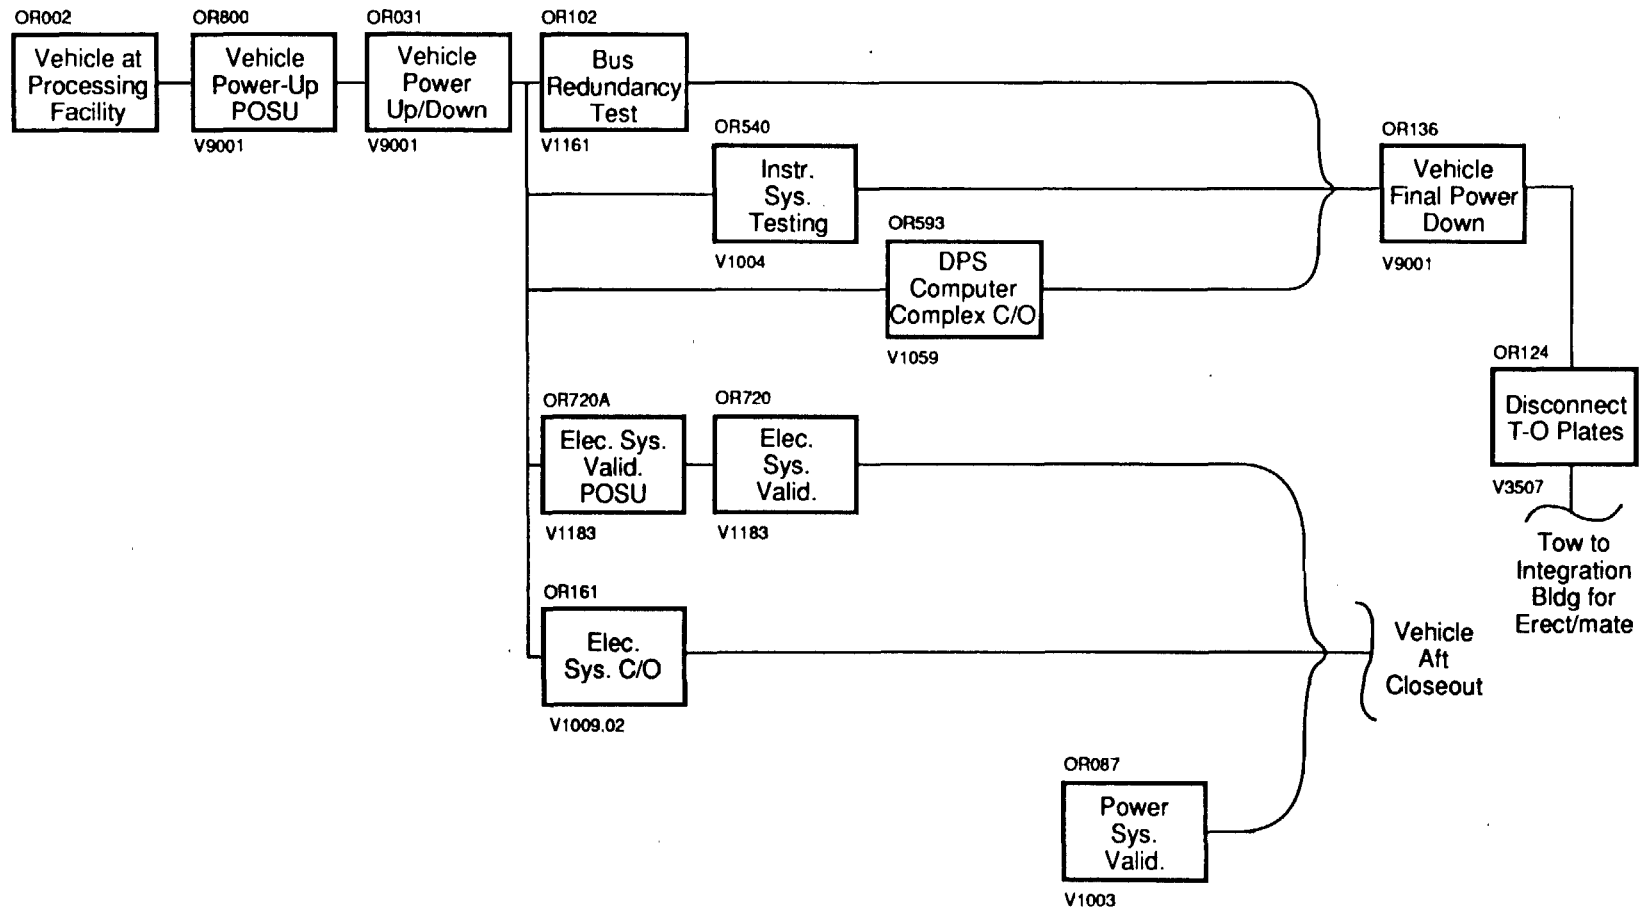 OR002
Vehicle at
Processing
Facility
OR800
Vehicle
Power-Up
POSU
V9001
OR031
Vehicle
Power
Up/Down
V9001
OR102
Bus
Redundancy
Test
V1161
OR540
Instr.
Sys.
Testing
V1004
OR593
DPS
Computer
Complex C/O
V1059
OR136
Vehicle
Final Power
Down
V9001
OR124
Disconnect
T-O Plates
V3507
Tow to
Integration
Bldg for
Erect/mate
OR720A
Elec. Sys.
Valid.
POSU
V1183
OR720
Elec.
Sys.
Valid.
V1183
OR161
Elec.
Sys. C/O
V1009.02
Vehicle
Aft
Closeout
OR087
Power
Sys.
Valid.
V1003